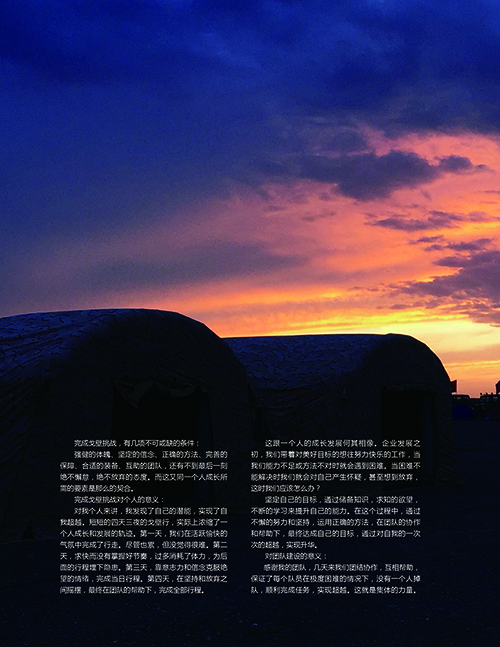 完成戈壁挑战，有几项不可或缺的条件：
强健的体魄、坚定的信念、正确的方法、完善的
保障、合适的装备、互助的团队，还有不到最后一刻
绝不懈怠，绝不放弃的态度。而这又同一个人成长所
需的要素是那么的契合。
完成戈壁挑战对个人的意义：
对我个人来讲，我发现了自己的潜能，实现了自
我超越。短短的四天三夜的戈壁行，实际上浓缩了一
个人成长和发展的轨迹。第一天，我们在活跃愉快的
气氛中完成了行走。尽管也累，但没觉得很难。第二
天，求快而没有掌握好节奏，过多消耗了体力，为后
面的行程埋下隐患。第三天，靠意志力和信念克服绝
望的情绪，完成当日行程。第四天，在坚持和放弃之
间摇摆，最终在团队的帮助下，完成全部行程。
这跟一个人的成长发展何其相像。企业发展之
初，我们带着对美好目标的想往努力快乐的工作，当
我们能力不足或方法不对时就会遇到困难。当困难不
能解决时我们就会对自己产生怀疑，甚至想到放弃，
这时我们应该怎么办？
坚定自己的目标，通过储备知识，求知的欲望，
不断的学习来提升自己的能力。在这个过程中，通过
不懈的努力和坚持，运用正确的方法，在团队的协作
和帮助下，最终达成自己的目标，通过对自我的一次
次的超越，实现升华。
对团队建设的意义：
感谢我的团队，几天来我们团结协作，互相帮助，
保证了每个队员在极度困难的情况下，没有一个人掉
队，顺利完成任务，实现超越。这就是集体的力量。